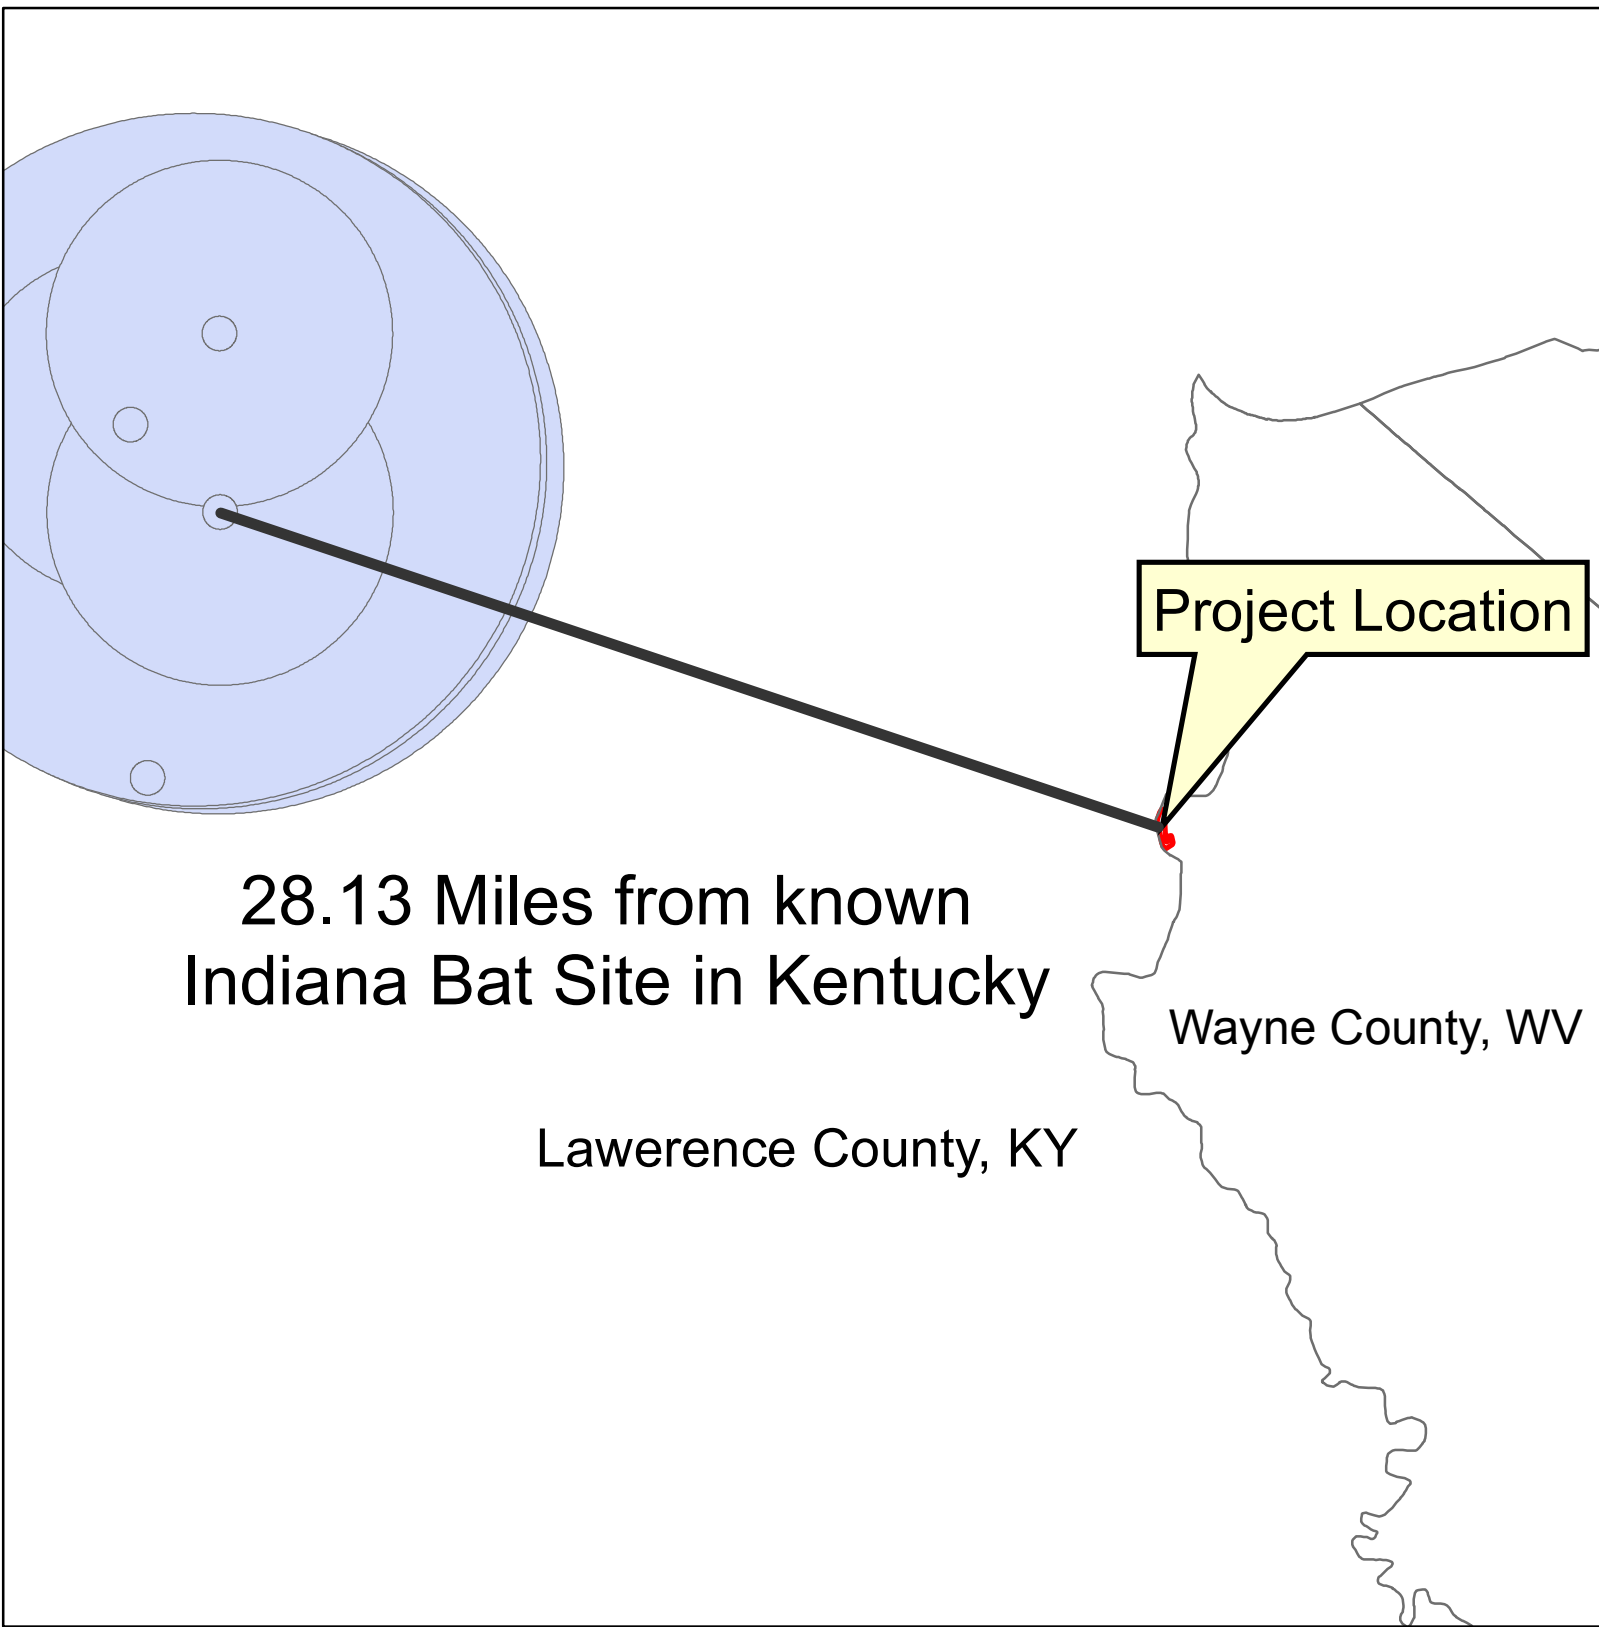 Project Location
28.13 Miles from known
Indiana Bat Site in Kentucky
Wayne County, WV
Lawerence County, KY